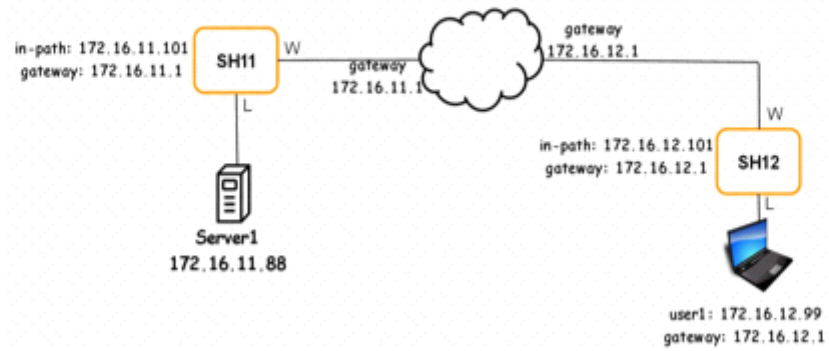 in-path: 172.16.11.101
gateway: 172.16.11.1
SH11
W
L
gateway
172.16.11.1
gateway
172.16.12.1
W
in-path: 172.16.12.101
gateway: 172.16.12.1
SH12
L
Server1
172.16.11.88
user1: 172.16.12.99
gateway: 172.16.12.1